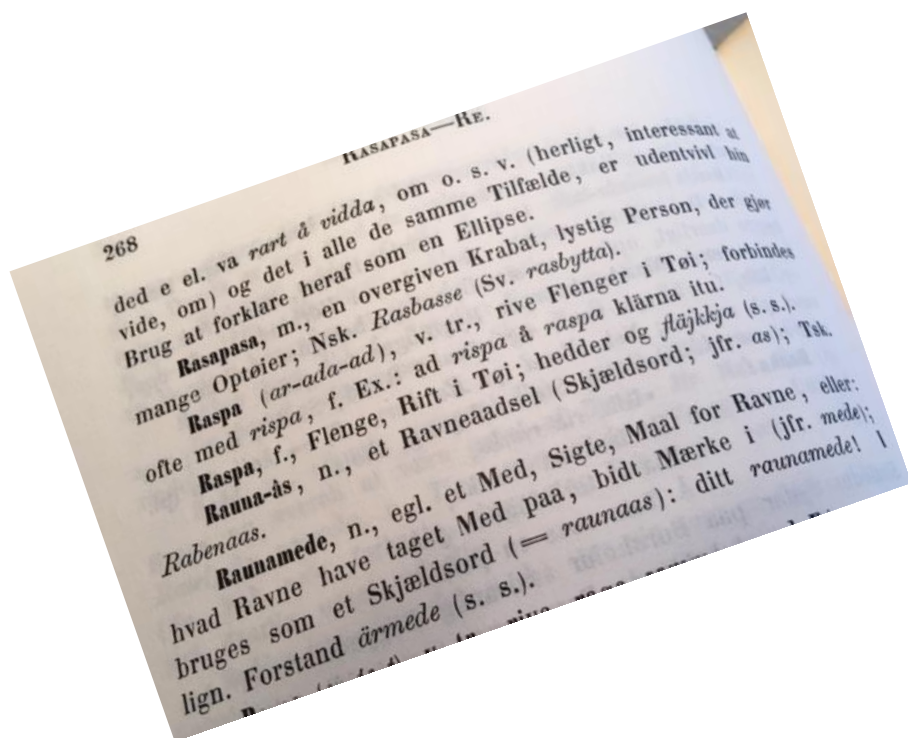 268
RASAPASA—RE.
ded e el. va rart å vidda, om o. s. v. (herligt, interessant at
vide, om) og det i alle de samme Tilfælde, er udentvivl hin
Brug at forklare heraf som en Ellipse.
Rasapasa, m., en overgiven Krabat, lystig Person, der gjør
mange Optøier; Nsk. Rasbasse (Sv. rasbytta).
Raspa (ar-ada-ad), v. tr., rive Flenger i Tøi; forbindes
ofte med rispa, f. Ex.: ad rispa å raspa klärna itu.
Raspa, f., Flenge, Rift i Tøi; hedder og fläjkkja (s. s.).
Rauna-ås, n., et Ravneaadsel (Skjældsord; jfr. as); Tsk.
Rabenaas.
Raunamede, n., egl. et Med, Sigte, Maal for Ravne, eller:
hvad Ravne have taget Med paa, bidt Mærke i (jfr. mede);
bruges som et Skjældsord (= raunaas): ditt raunamede! I
lign. Forstand ärmede (s. s.).